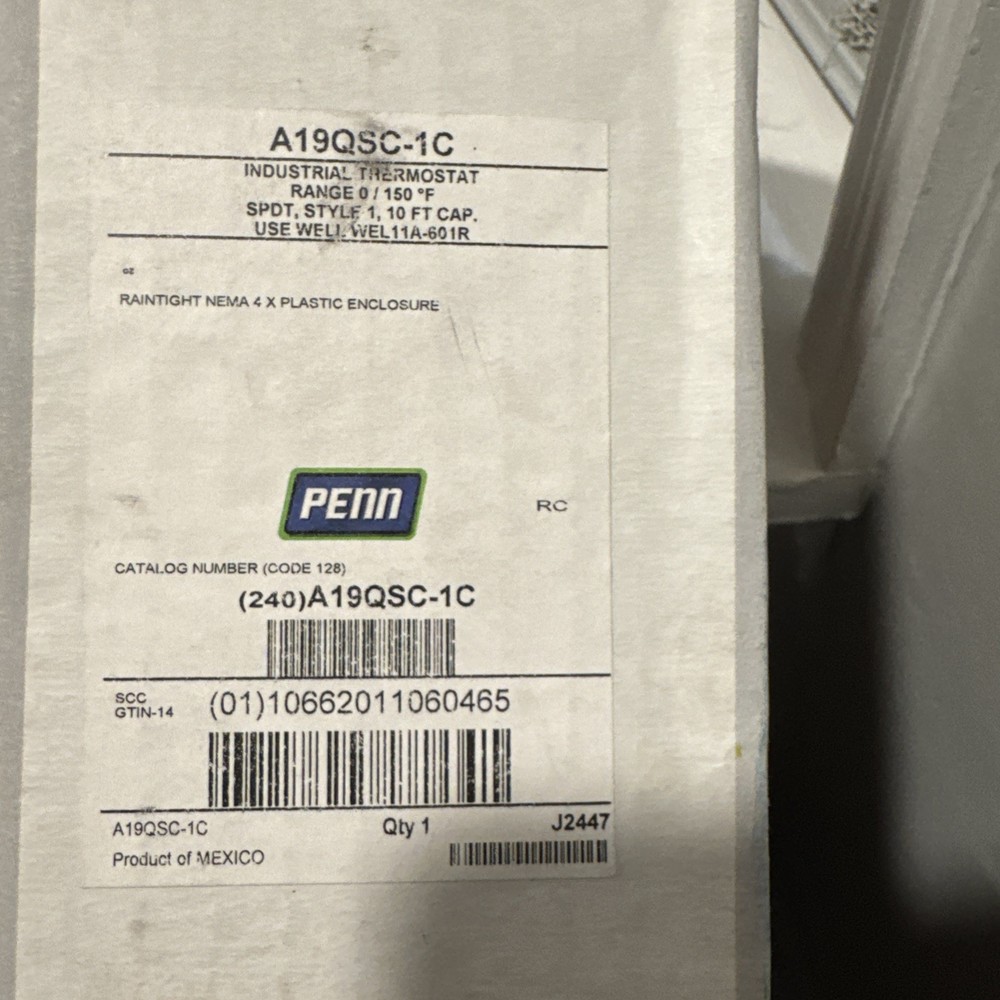 A19QSC-1C
INDUSTRIAL THERMOSTAT
RANGE 0 / 150 °F
SPDT, STYLE 1, 10 FT CAP.
USE WELL WEL11A-601R
oz
RAINTIGHT NEMA 4 X PLASTIC ENCLOSURE
PENN
RC
CATALOG NUMBER (CODE 128)
(240)A19QSC-1C
SCC
GTIN-14
(01)10662011060465
A19QSC-1C Qty 1 J2447
Product of MEXICO